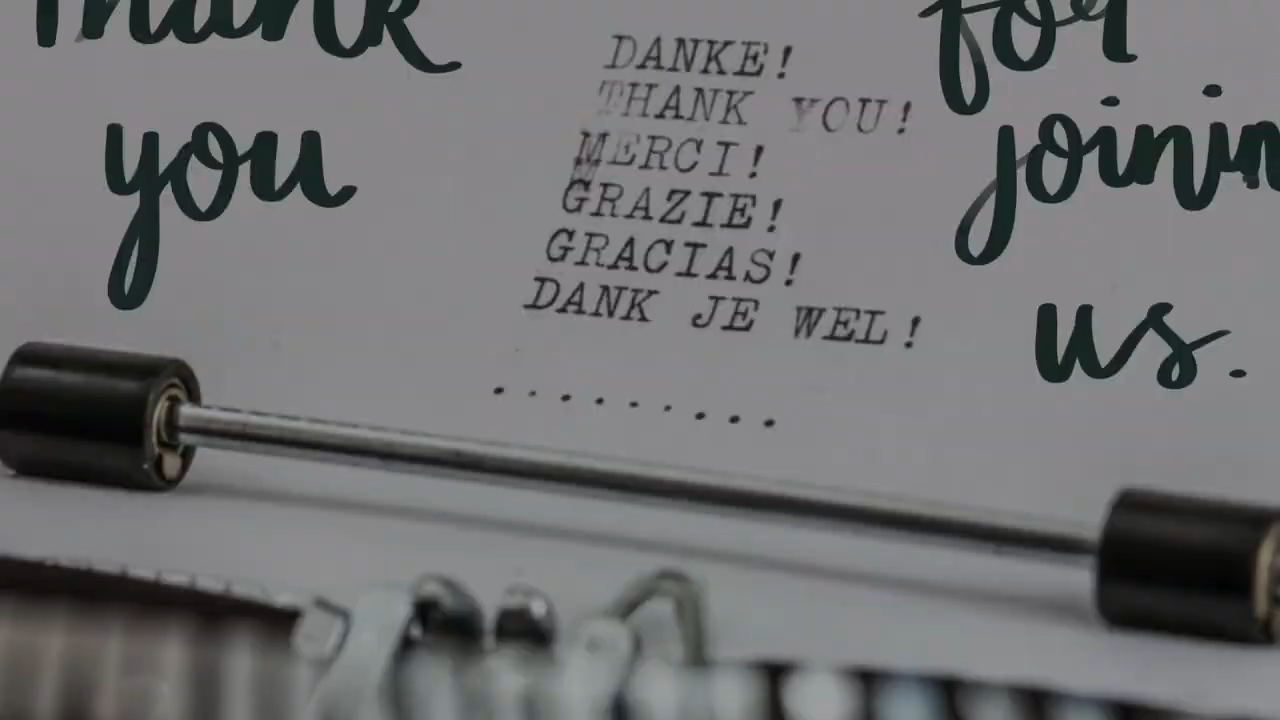 Thank
you
DANKE!
THANK YOU!
MERCI!
GRAZIE!
GRACIAS!
DANK JE WEL!
.........
for
joinin
us.